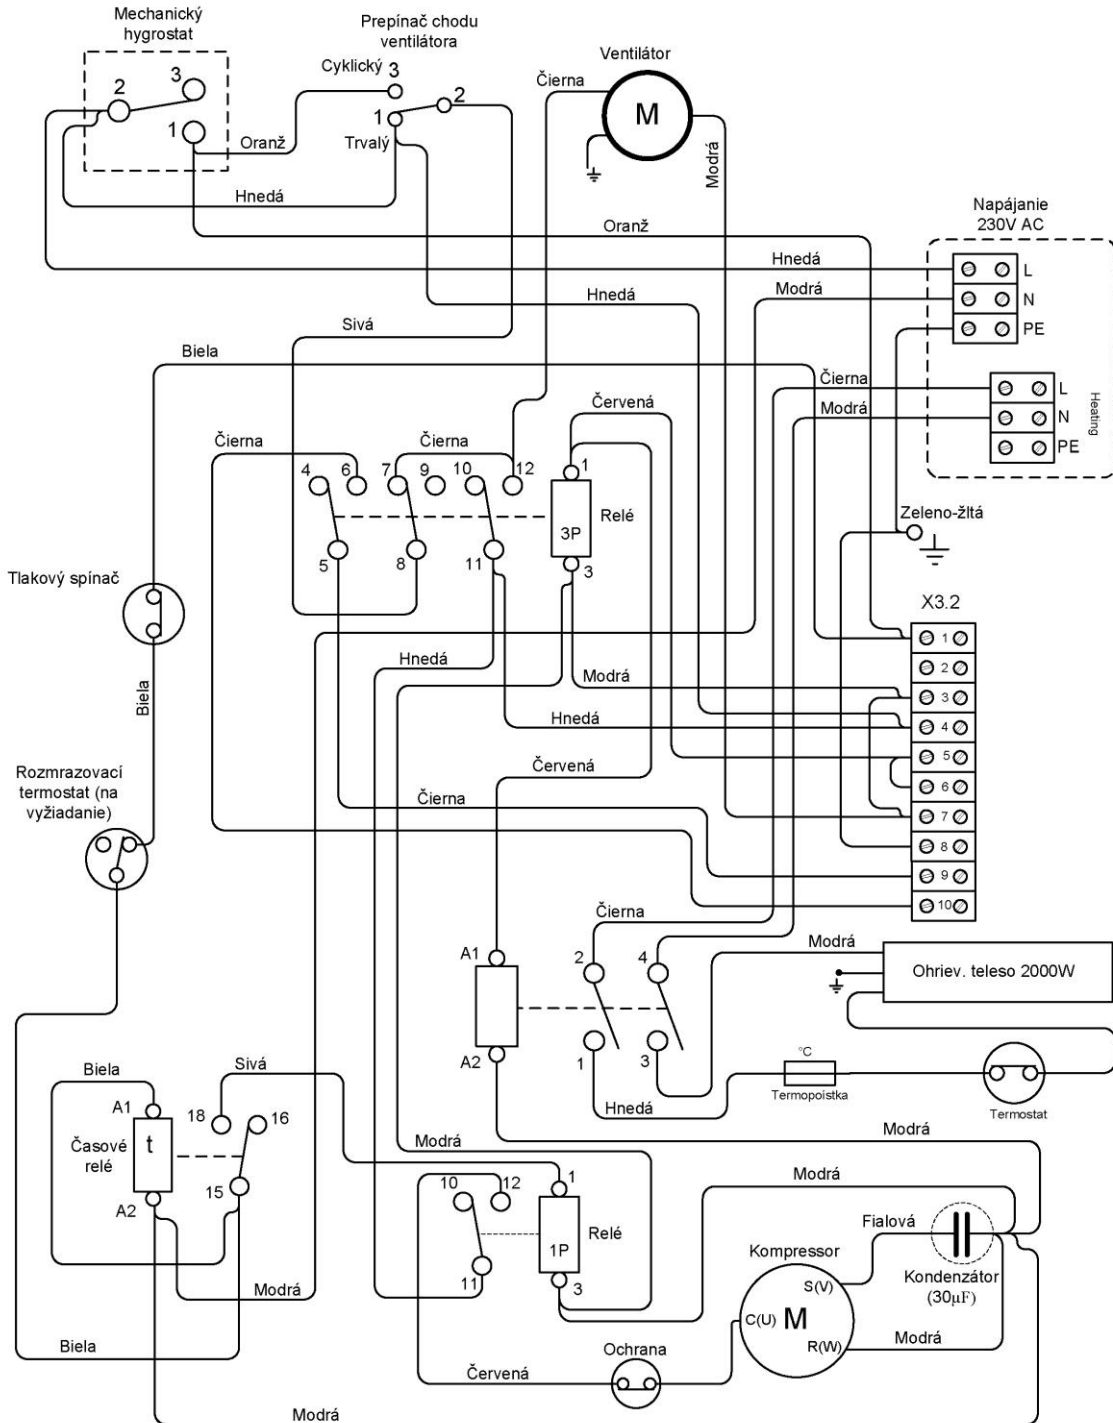 Mechanický
hygrostat
Prepínač chodu
ventilátora
Ventilátor
Cyklický
3
2
1
Trvalý
Čierna
M
Modrá
2
3
1
Oranž
Hnedá
Oranž
Napájanie
230V AC
Hnedá
L
Modrá
N
PE
Hnedá
Sivá
Biela
Čierna
L
Modrá
N
PE
Heating
Červená
Čierna
Čierna
4
6
7
9
10
12
1
Relé
3P
3
5
8
11
Zeleno-žltá
Tlakový spínač
X3.2
1
2
3
4
5
6
7
8
9
10
Hnedá
Modrá
Hnedá
Biela
Červená
Rozmrazovací
termostat (na
vyžiadanie)
Čierna
Čierna
Modrá
A1
2
4
Ohriev. teleso 2000W
A2
1
3
°C
Termopoistka
Termostat
Hnedá
Biela
Sivá
A1
18
16
Časové
relé
t
15
A2
Modrá
Modrá
10
12
1
Relé
1P
11
3
Modrá
Fialová
Kondenzátor
(30µF)
Kompressor
S(V)
C(U)
M
R(W)
Modrá
Modrá
Biela
Ochrana
Červená
Modrá